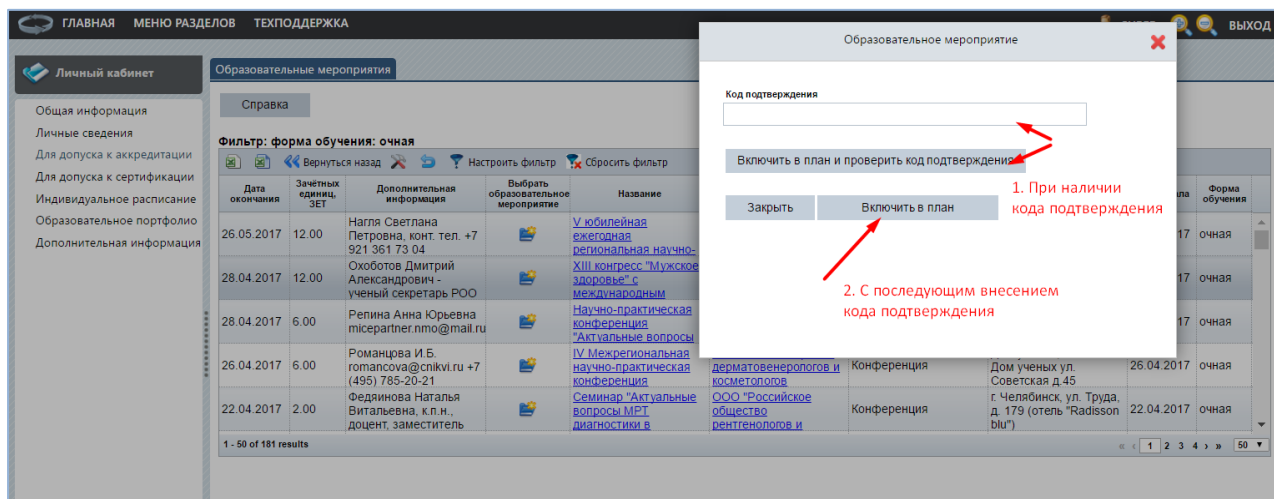 ГЛАВНАЯ МЕНЮ РАЗДЕЛОВ ТЕХПОДДЕРЖКА
ВЫХОД
Личный кабинет
Общая информация
Личные сведения
Для допуска к аккредитации
Для допуска к сертификации
Индивидуальное расписание
Образовательное портфолио
Дополнительная информация
Образовательные мероприятия
Справка
Фильтр: форма обучения: очная
Вернуться назад Настроить фильтр Сбросить фильтр
Дата окончания Зачётных единиц, ЗЕТ Дополнительная информация Выбрать образовательное мероприятие Название Форма обучения
26.05.2017 12.00 Нагля Светлана Петровна, конт. тел. +7 921 361 73 04 V юбилейная ежегодная региональная научно- 17 очная
28.04.2017 12.00 Охоботов Дмитрий Александрович - ученый секретарь РОО XIII конгресс "Мужское здоровье" с международным 17 очная
28.04.2017 6.00 Репина Анна Юрьевна micepartner.nmo@mail.ru Научно-практическая конференция "Актуальные вопросы 17 очная
26.04.2017 6.00 Романцова И.Б. romancova@cnikvi.ru +7 (495) 785-20-21 IV Межрегиональная научно-практическая конференция дерматовенерологов и косметологов Конференция Дом ученых ул. Советская д.45 26.04.2017 очная
22.04.2017 2.00 Федяинова Наталья Витальевна, к.п.н., доцент, заместитель Семинар "Актуальные вопросы МРТ диагностики в ООО "Российское общество рентгенологов и Конференция г. Челябинск, ул. Труда, д. 179 (отель "Radisson blu") 22.04.2017 очная
1 - 50 of 181 results
« ‹ 1 2 3 4 › » 50
Образовательное мероприятие
Код подтверждения
Включить в план и проверить код подтверждения
Закрыть Включить в план
1. При наличии
кода подтверждения
2. С последующим внесением
кода подтверждения